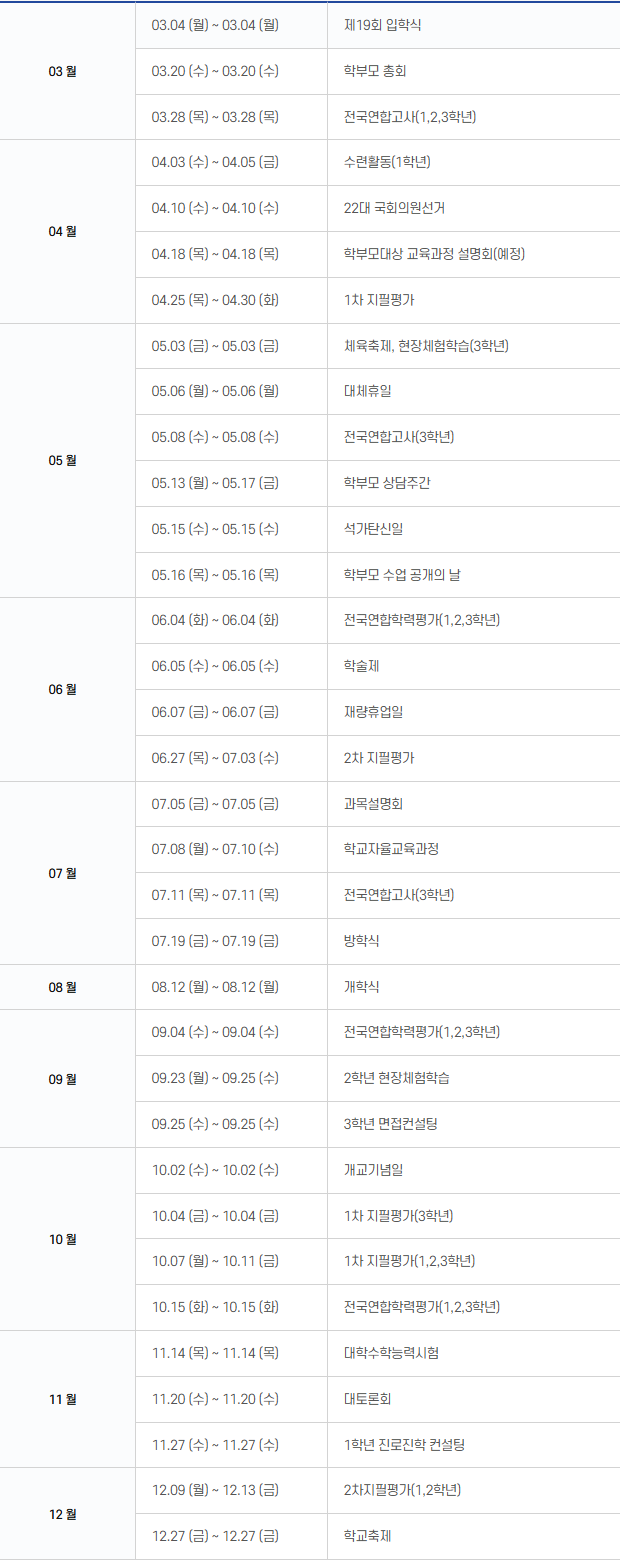 03 월
03.04 (월) ~ 03.04 (월) 제19회 입학식
03.20 (수) ~ 03.20 (수) 학부모 총회
03.28 (목) ~ 03.28 (목) 전국연합고사(1,2,3학년)
04 월
04.03 (수) ~ 04.05 (금) 수련활동(1학년)
04.10 (수) ~ 04.10 (수) 22대 국회의원선거
04.18 (목) ~ 04.18 (목) 학부모대상 교육과정 설명회(예정)
04.25 (목) ~ 04.30 (화) 1차 지필평가
05 월
05.03 (금) ~ 05.03 (금) 체육축제, 현장체험학습(3학년)
05.06 (월) ~ 05.06 (월) 대체휴일
05.08 (수) ~ 05.08 (수) 전국연합고사(3학년)
05.13 (월) ~ 05.17 (금) 학부모 상담주간
05.15 (수) ~ 05.15 (수) 석가탄신일
05.16 (목) ~ 05.16 (목) 학부모 수업 공개의 날
06 월
06.04 (화) ~ 06.04 (화) 전국연합학력평가(1,2,3학년)
06.05 (수) ~ 06.05 (수) 학술제
06.07 (금) ~ 06.07 (금) 재량휴업일
06.27 (목) ~ 07.03 (수) 2차 지필평가
07 월
07.05 (금) ~ 07.05 (금) 과목설명회
07.08 (월) ~ 07.10 (수) 학교자율교육과정
07.11 (목) ~ 07.11 (목) 전국연합고사(3학년)
07.19 (금) ~ 07.19 (금) 방학식
08 월
08.12 (월) ~ 08.12 (월) 개학식
09 월
09.04 (수) ~ 09.04 (수) 전국연합학력평가(1,2,3학년)
09.23 (월) ~ 09.25 (수) 2학년 현장체험학습
09.25 (수) ~ 09.25 (수) 3학년 면접컨설팅
10 월
10.02 (수) ~ 10.02 (수) 개교기념일
10.04 (금) ~ 10.04 (금) 1차 지필평가(3학년)
10.07 (월) ~ 10.11 (금) 1차 지필평가(1,2,3학년)
10.15 (화) ~ 10.15 (화) 전국연합학력평가(1,2,3학년)
11 월
11.14 (목) ~ 11.14 (목) 대학수학능력시험
11.20 (수) ~ 11.20 (수) 대토론회
11.27 (수) ~ 11.27 (수) 1학년 진로진학 컨설팅
12 월
12.09 (월) ~ 12.13 (금) 2차지필평가(1,2학년)
12.27 (금) ~ 12.27 (금) 학교축제